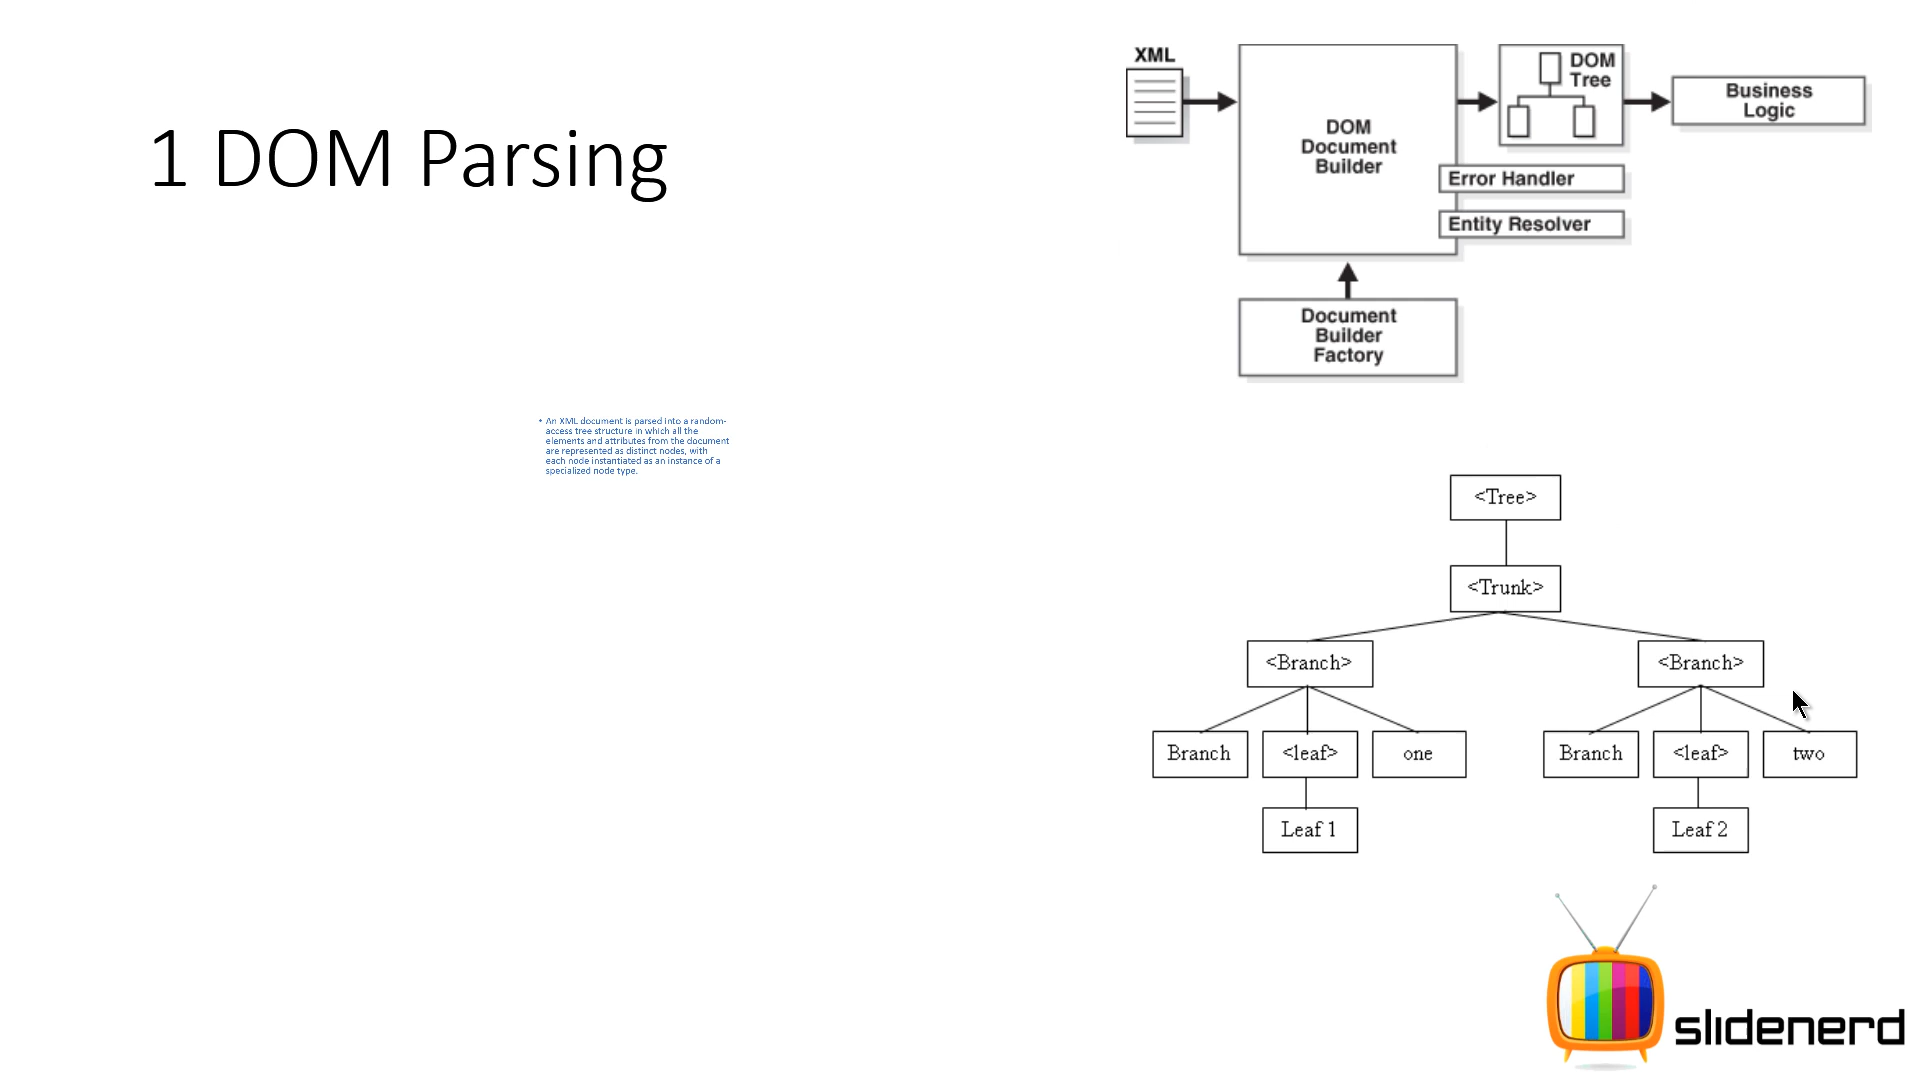 1 DOM Parsing
XML
DOM
Document
Builder
DOM
Tree
Business
Logic
Error Handler
Entity Resolver
Document
Builder
Factory
• An XML document is parsed into a random-
access tree structure in which all the
elements and attributes from the document
are represented as distinct nodes, with
each node instantiated as an instance of a
specialized node type.
<Tree>
<Trunk>
<Branch> <Branch>
Branch <leaf> one Branch <leaf> two
Leaf 1 Leaf 2
slidenerd